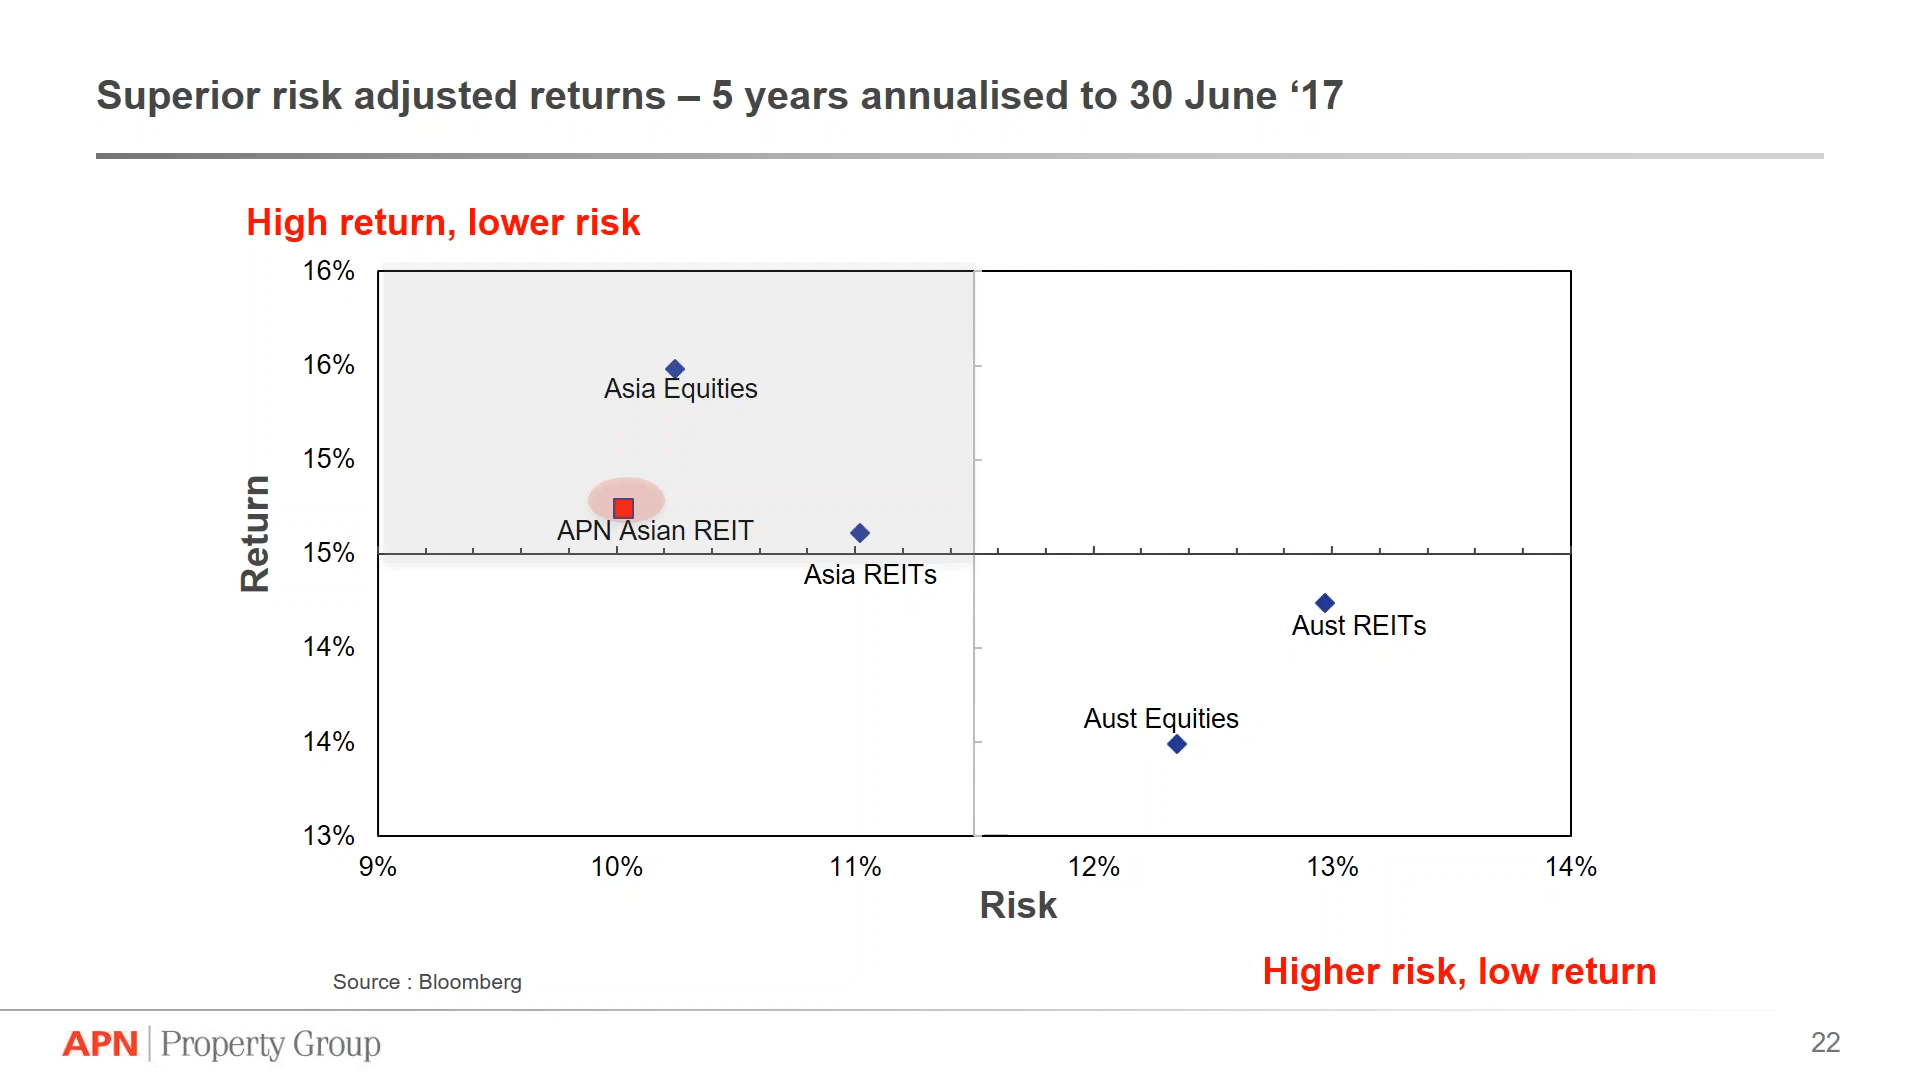 Superior risk adjusted returns – 5 years annualised to 30 June ‘17
High return, lower risk
16%
16%
Asia Equities
15%
APN Asian REIT
15%
Asia REITs
Aust REITs
14%
Aust Equities
14%
13%
Return
9% 10% 11% 12% 13% 14%
Risk
Higher risk, low return
Source : Bloomberg
APN Property Group
22